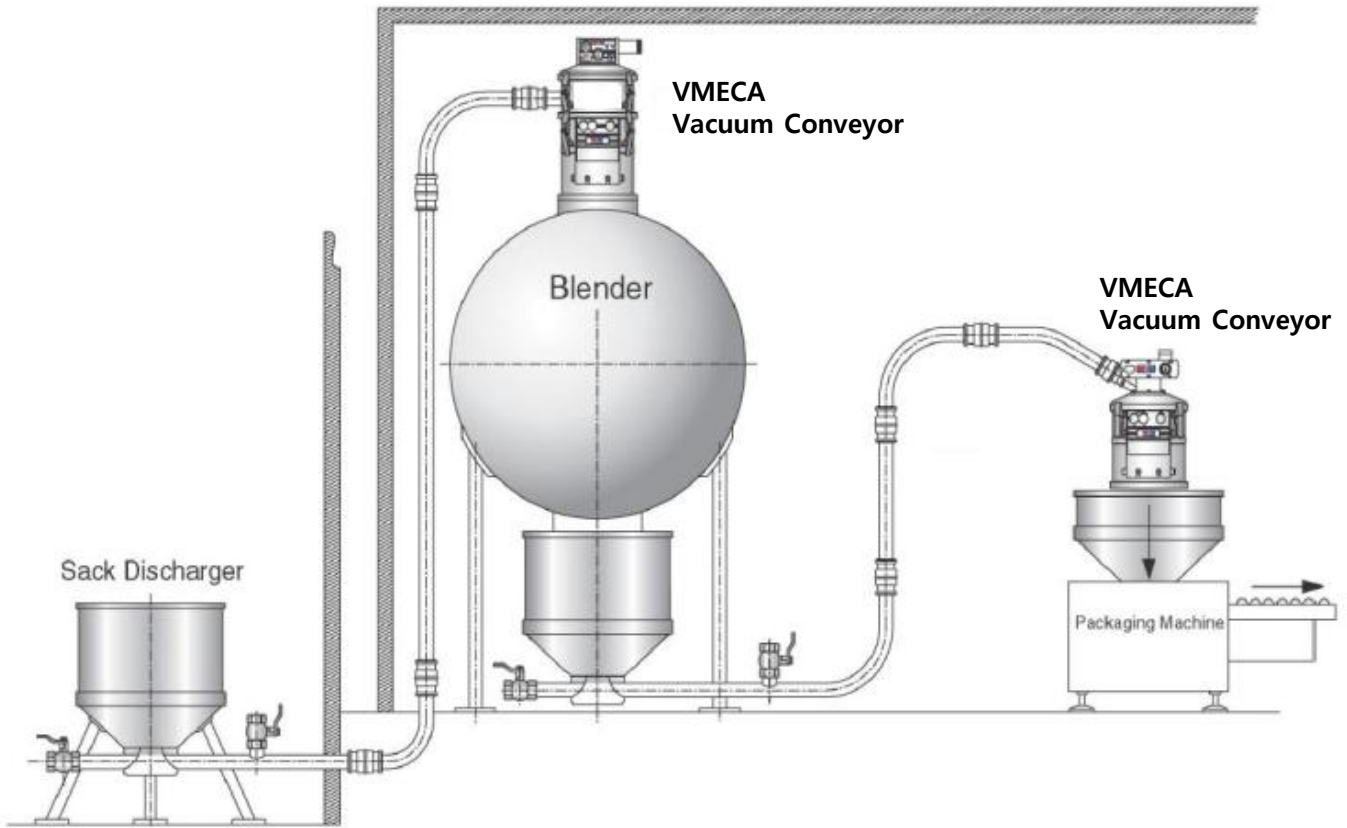 VMECA
Vacuum Conveyor
Blender
VMECA
Vacuum Conveyor
Sack Discharger
Packaging Machine